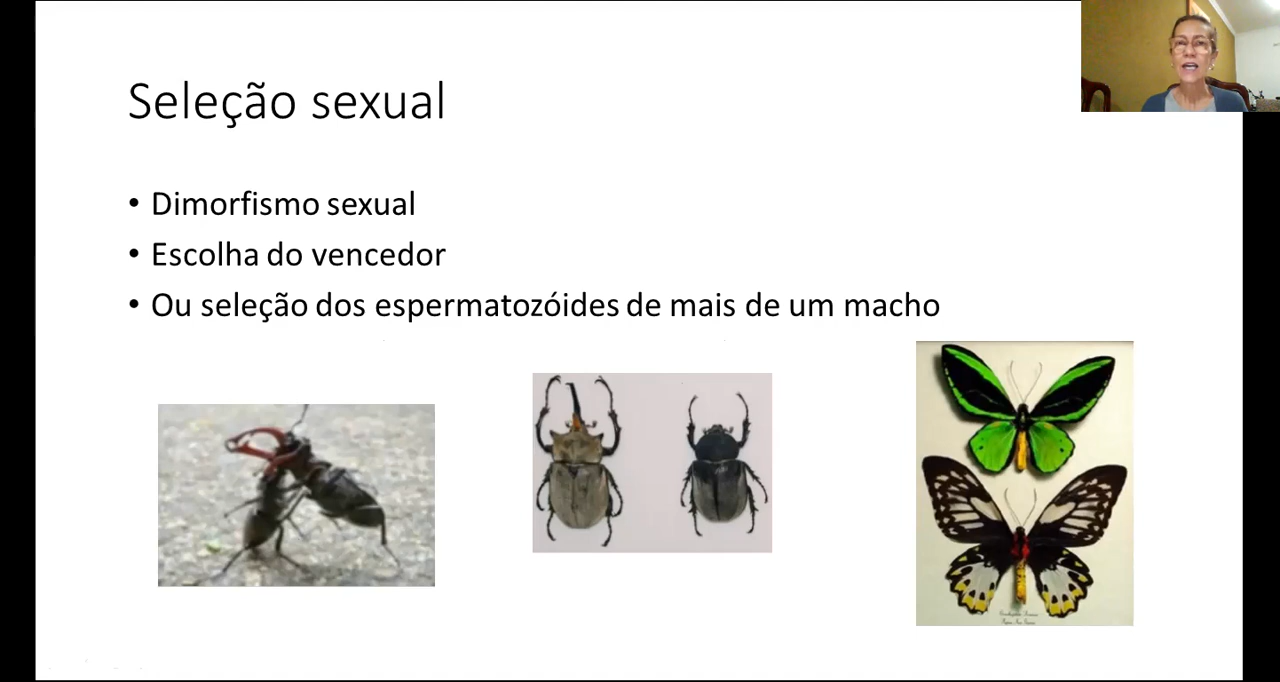 Seleção sexual
• Dimorfismo sexual
• Escolha do vencedor
• Ou seleção dos espermatozóides de mais de um macho